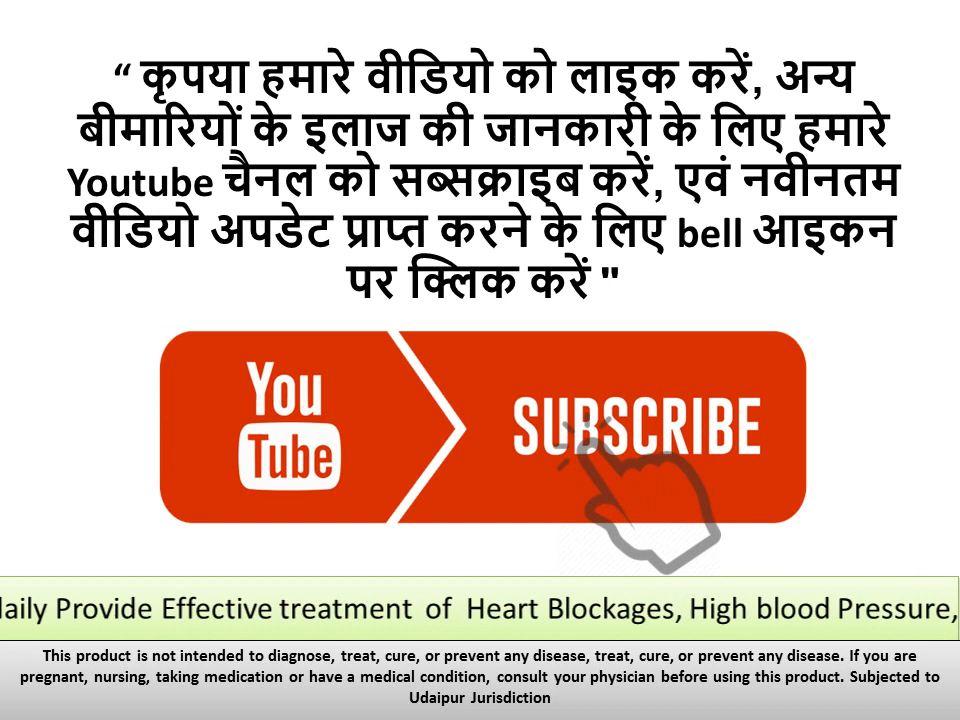 “ कृपया हमारे वीडियो को लाइक करें, अन्य
बीमारियों के इलाज की जानकारी के लिए हमारे
Youtube चैनल को सब्सक्राइब करें, एवं नवीनतम
वीडियो अपडेट प्राप्त करने के लिए bell आइकन
पर क्लिक करें "
You
Tube
SUBSCRIBE
daily Provide Effective treatment of Heart Blockages, High blood Pressure,
This product is not intended to diagnose, treat, cure, or prevent any disease, treat, cure, or prevent any disease. If you are
pregnant, nursing, taking medication or have a medical condition, consult your physician before using this product. Subjected to
Udaipur Jurisdiction